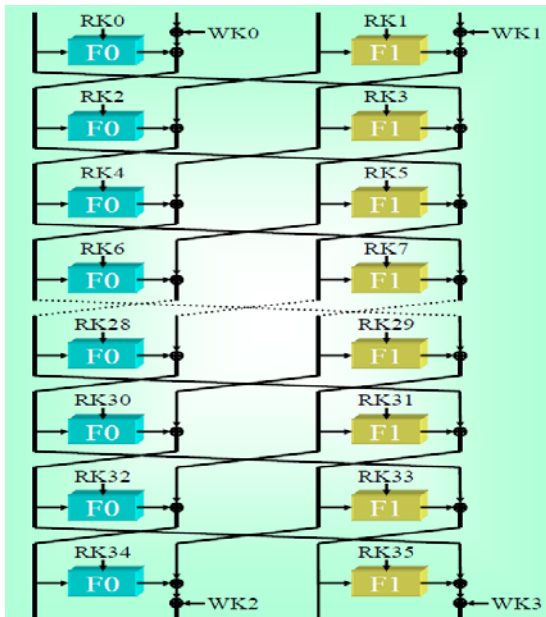 RK0 WK0 RK1 WK1
F0 F1
RK2 RK3
F0 F1
RK4 RK5
F0 F1
RK6 RK7
F0 F1
RK28 RK29
F0 F1
RK30 RK31
F0 F1
RK32 RK33
F0 F1
RK34 RK35
F0 F1
WK2 WK3